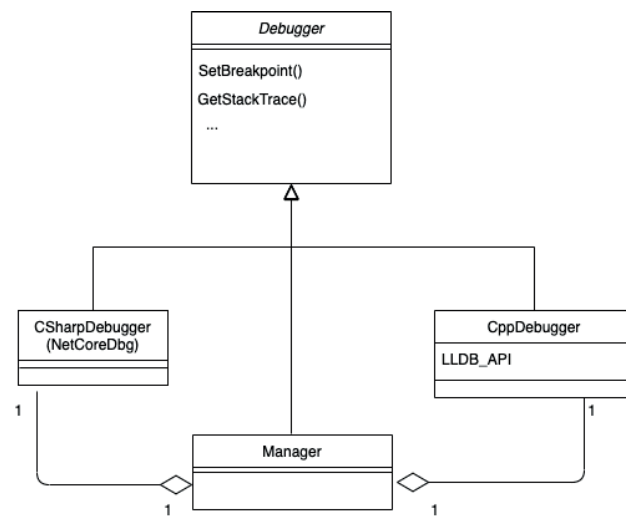 Debugger
SetBreakpoint()
GetStackTrace()
...
CSharpDebugger
(NetCoreDbg)
CppDebugger
LLDB_API
1
1
Manager
1
1